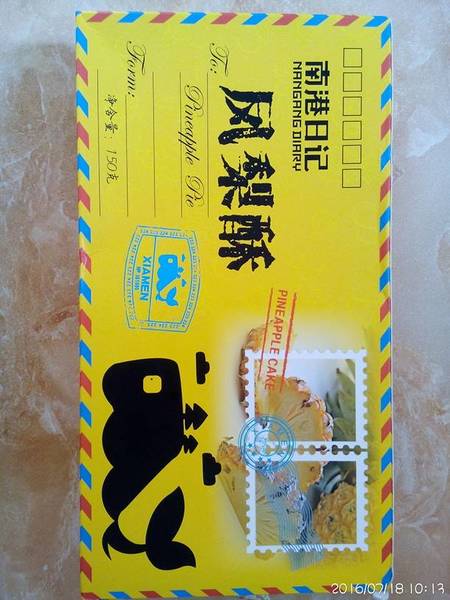 南港日记
NANGANG DIARY
凤梨酥
To:
Pineapple Pie
Form:
净含量：150克
XIAMEN
PINEAPPLE CAKE
2016/07/18 10:13